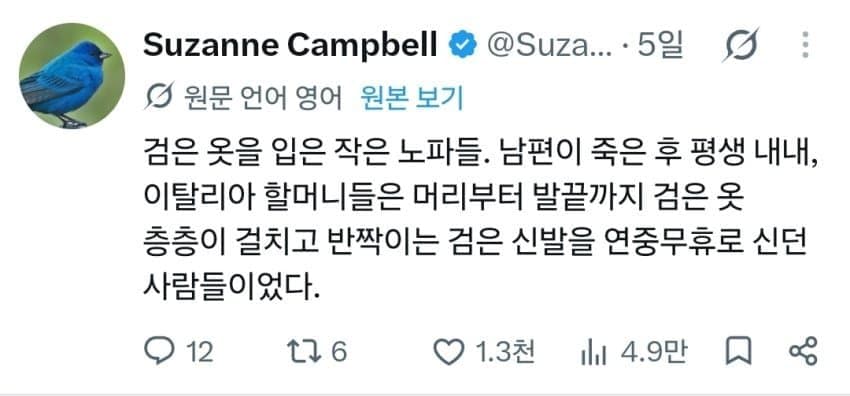 Suzanne Campbell @Suza... · 5일
원문 언어 영어 원본 보기
검은 옷을 입은 작은 노파들. 남편이 죽은 후 평생 내내,
이탈리아 할머니들은 머리부터 발끝까지 검은 옷
층층이 걸치고 반짝이는 검은 신발을 연중무휴로 신던
사람들이었다.
12 6 1.3천 4.9만